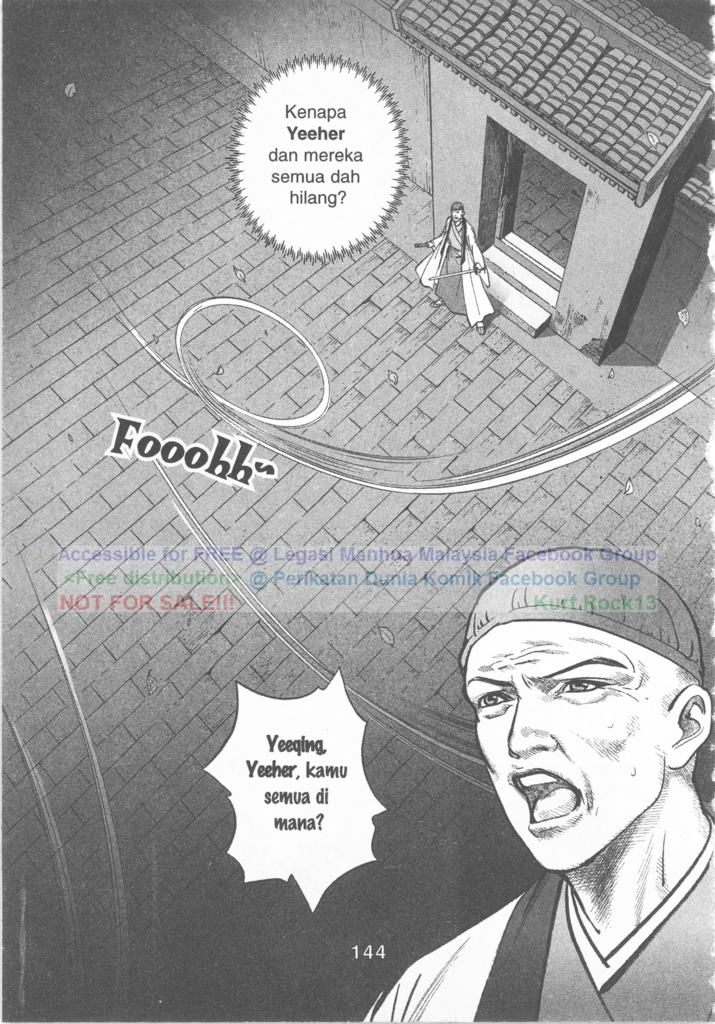 Kenapa
Yeeher
dan mereka
semua dah
hilang?
Fooohh~
Accessible for FREE @ Legasi Manhua Malaysia Facebook Group
<Free distribution> @ Perikatan Dunia Komik Facebook Group
NOT FOR SALE!!! Kurt.Rock13
Yeeqing,
Yeeher, kamu
semua di
mana?
144